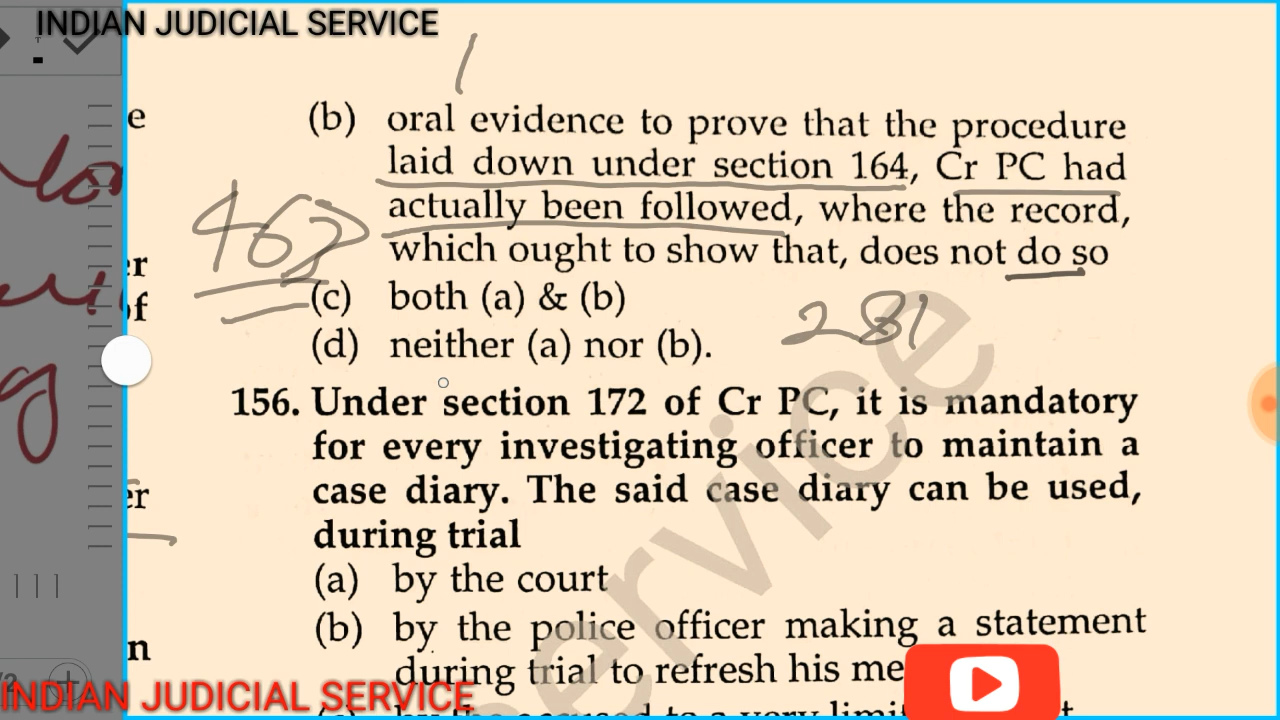 INDIAN JUDICIAL SERVICE
(b) oral evidence to prove that the procedure
laid down under section 164, Cr PC had
actually been followed, where the record,
which ought to show that, does not do so
463
(c) both (a) & (b)
281
(d) neither (a) nor (b).
156. Under section 172 of Cr PC, it is mandatory
for every investigating officer to maintain a
case diary. The said case diary can be used,
during trial
(a) by the court
(b) by the police officer making a statement
during trial to refresh his
ervice
INDIAN JUDICIAL SERVICE